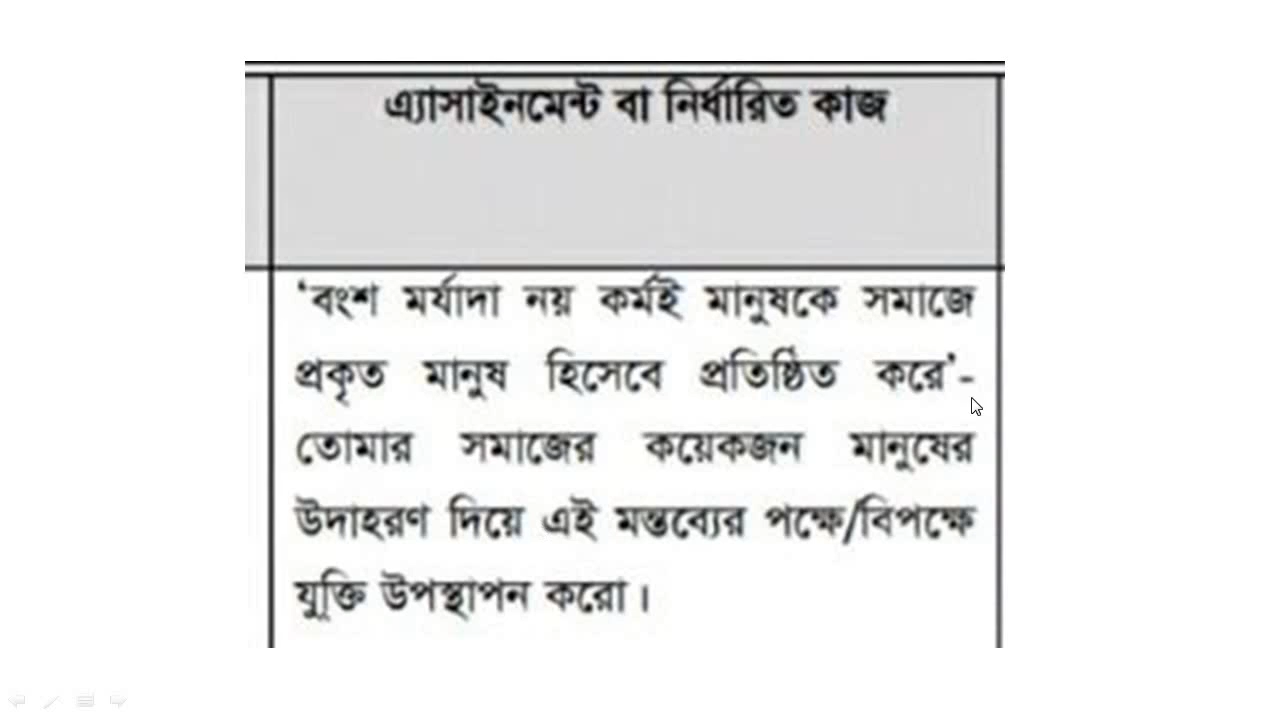 এ্যাসাইনমেন্ট বা নির্ধারিত কাজ
‘বংশ মর্যাদা নয় কর্মই মানুষকে সমাজে
প্রকৃত মানুষ হিসেবে প্রতিষ্ঠিত করে’-
তোমার সমাজের কয়েকজন মানুষের
উদাহরণ দিয়ে এই মন্তব্যের পক্ষে/বিপক্ষে
যুক্তি উপস্থাপন করো।